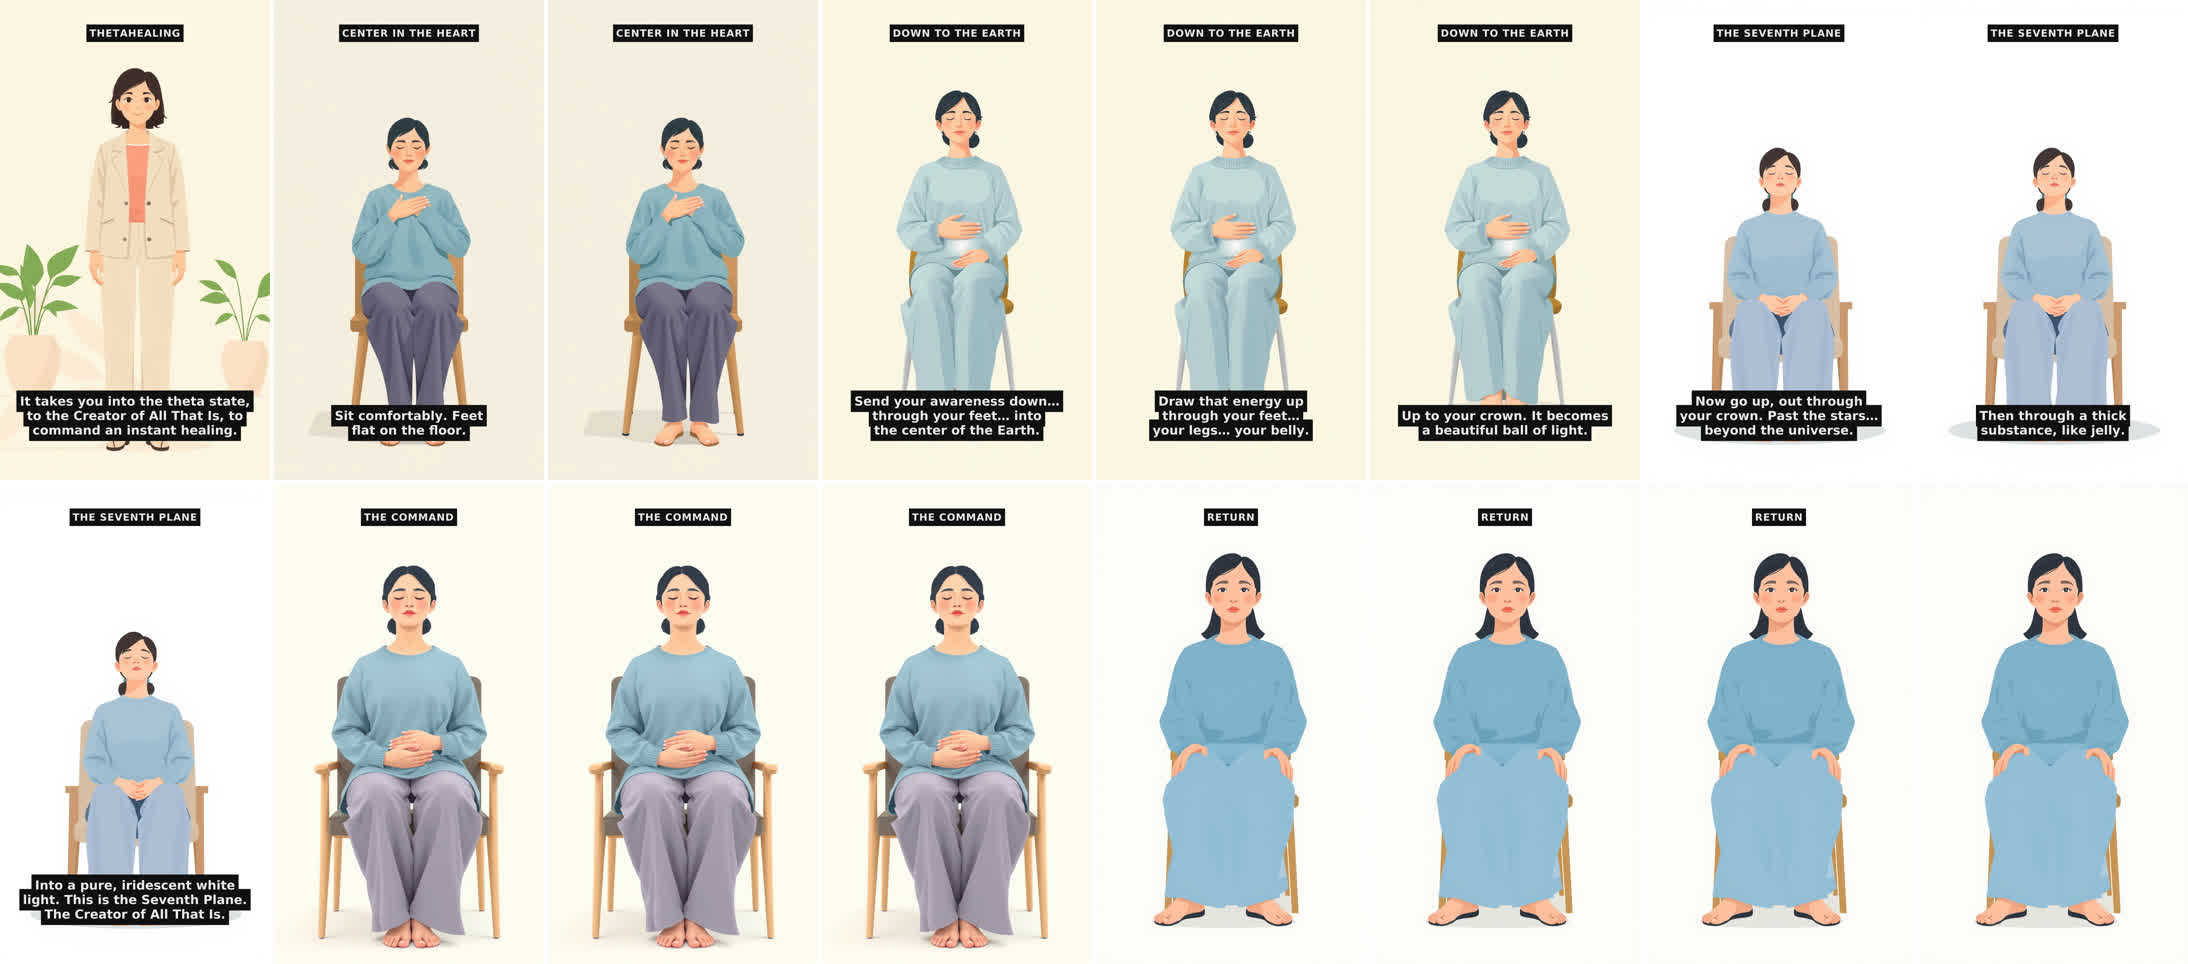 THETAHEALING
It takes you into the theta state,
to the Creator of All That Is, to
command an instant healing.
CENTER IN THE HEART
Sit comfortably. Feet
flat on the floor.
CENTER IN THE HEART
DOWN TO THE EARTH
Send your awareness down…
through your feet… into
the center of the Earth.
DOWN TO THE EARTH
Draw that energy up
through your feet…
your legs… your belly.
DOWN TO THE EARTH
Up to your crown. It becomes
a beautiful ball of light.
THE SEVENTH PLANE
Now go up, out through
your crown. Past the stars…
beyond the universe.
THE SEVENTH PLANE
Then through a thick
substance, like jelly.
THE SEVENTH PLANE
Into a pure, iridescent white
light. This is the Seventh Plane.
The Creator of All That Is.
THE COMMAND
THE COMMAND
THE COMMAND
RETURN
RETURN
RETURN